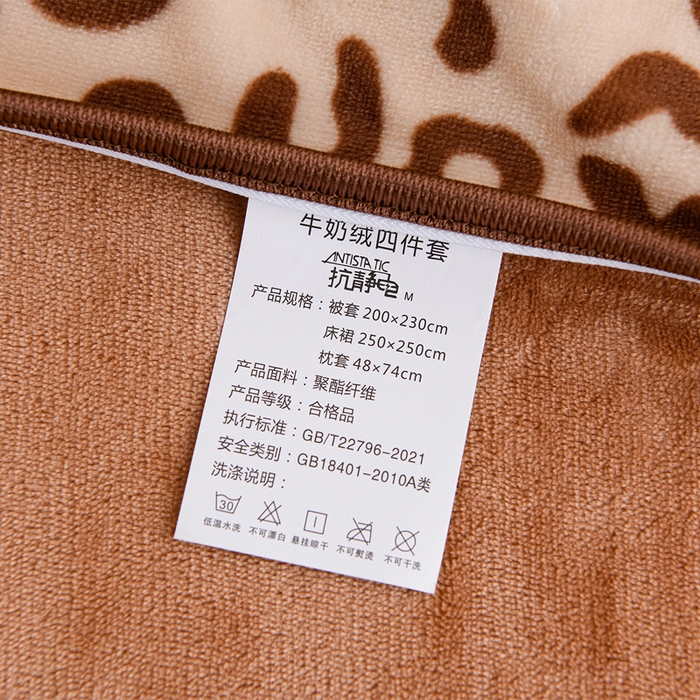 牛奶绒四件套
ANTISTATIC
抗静电 M
产品规格：被套 200×230cm
床裙 250×250cm
枕套 48×74cm
产品面料：聚酯纤维
产品等级：合格品
执行标准：GB/T22796-2021
安全类别：GB18401-2010A类
洗涤说明：
30
低温水洗 不可漂白 悬挂晾干 不可熨烫 不可干洗